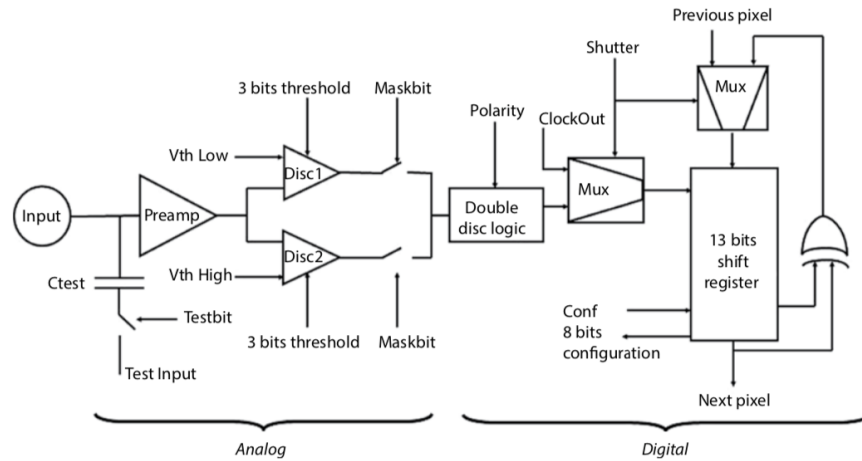 Previous pixel
Shutter
Mux
3 bits threshold
Maskbit
Polarity
ClockOut
Vth Low
Disc1
Mux
Input
Preamp
Double
disc logic
13 bits
shift
register
Disc2
Vth High
Ctest
Testbit
Conf
8 bits
configuration
3 bits threshold
Maskbit
Test Input
Next pixel
Analog
Digital